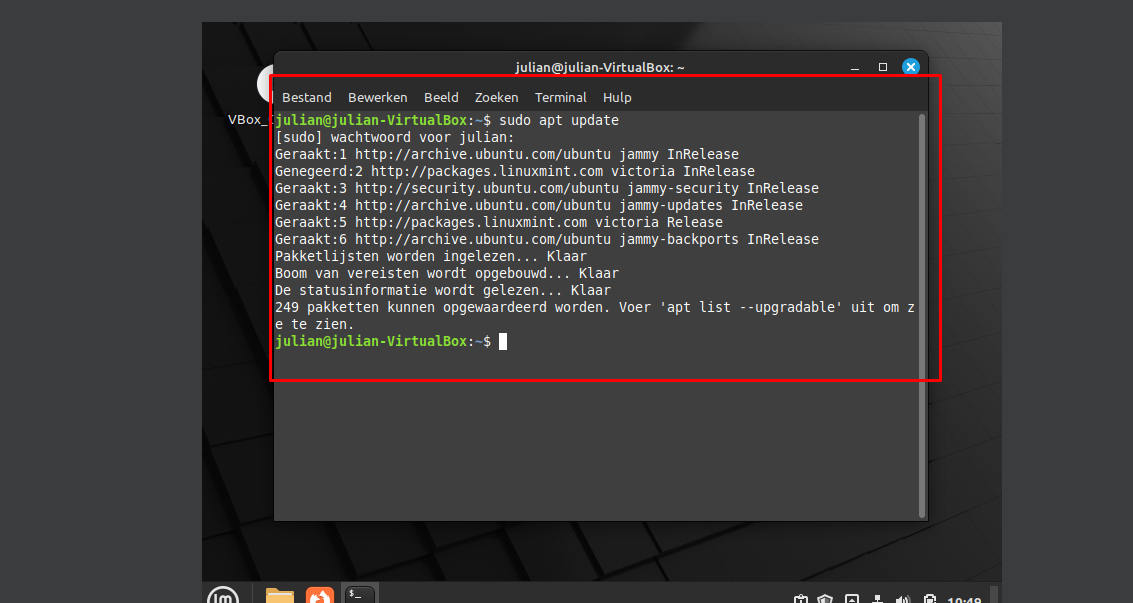 julian@julian-VirtualBox: ~
Bestand Bewerken Beeld Zoeken Terminal Hulp
VBox_
julian@julian-VirtualBox:~$ sudo apt update
[sudo] wachtwoord voor julian:
Geraakt:1 http://archive.ubuntu.com/ubuntu jammy InRelease
Genegeerd:2 http://packages.linuxmint.com victoria InRelease
Geraakt:3 http://security.ubuntu.com/ubuntu jammy-security InRelease
Geraakt:4 http://archive.ubuntu.com/ubuntu jammy-updates InRelease
Geraakt:5 http://packages.linuxmint.com victoria Release
Geraakt:6 http://archive.ubuntu.com/ubuntu jammy-backports InRelease
Pakketlijsten worden ingelezen... Klaar
Boom van vereisten wordt opgebouwd... Klaar
De statusinformatie wordt gelezen... Klaar
249 pakketten kunnen opgewaardeerd worden. Voer 'apt list --upgradable' uit om z
e te zien.
julian@julian-VirtualBox:~$
$_
10:49